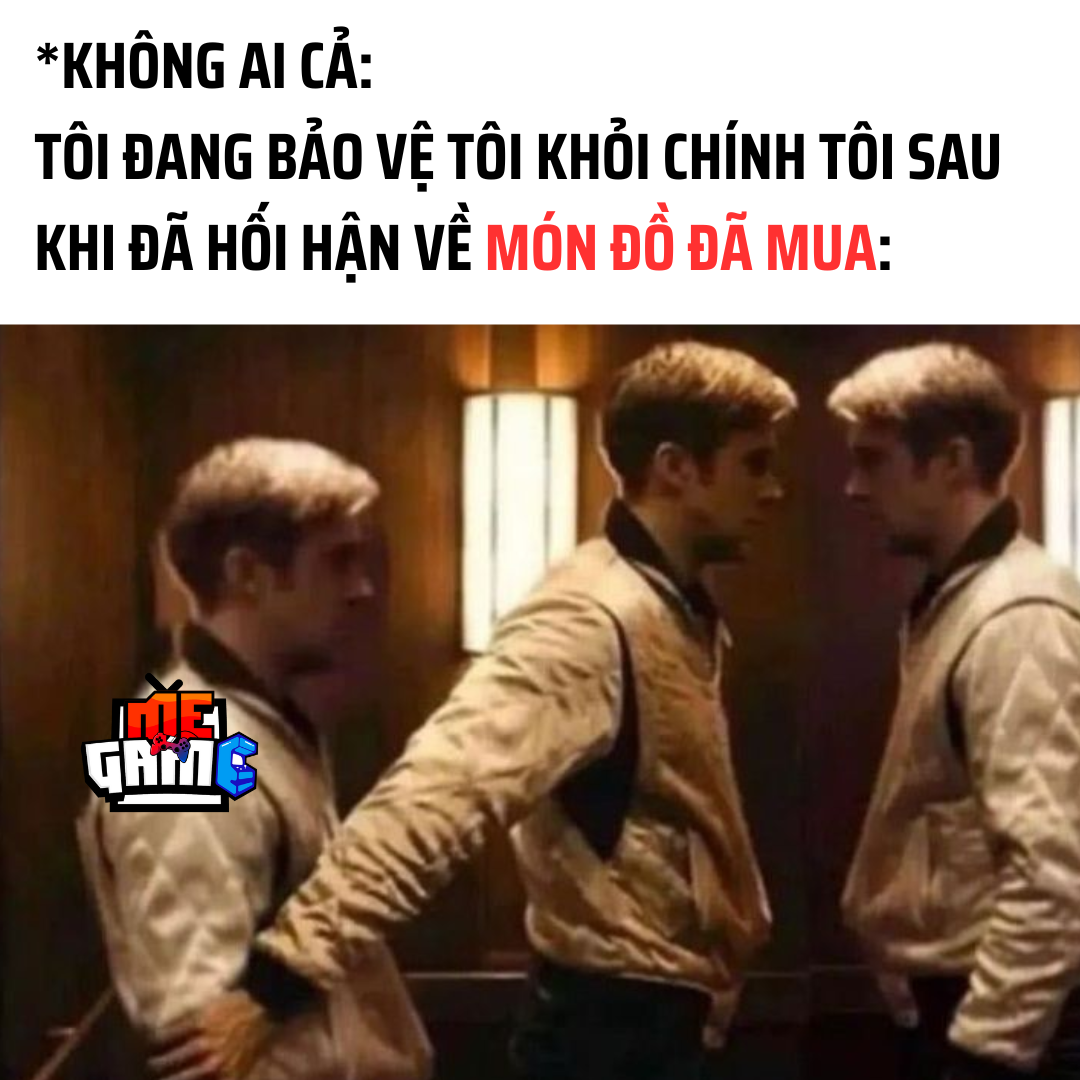 *KHÔNG AI CẢ:
TÔI ĐANG BẢO VỆ TÔI KHỎI CHÍNH TÔI SAU
KHI ĐÃ HỐI HẬN VỀ MÓN ĐỒ ĐÃ MUA:
ME
GAME